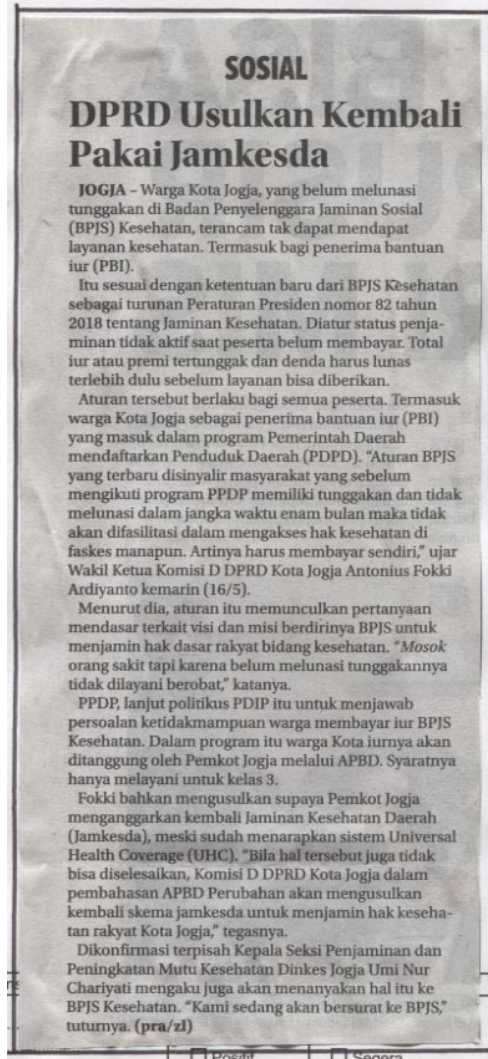 SOSIAL
DPRD Usulkan Kembali
Pakai Jamkesda
JOGJA – Warga Kota Jogja, yang belum melunasi
tunggakan di Badan Penyelenggara Jaminan Sosial
(BPJS) Kesehatan, terancam tak dapat mendapat
layanan kesehatan. Termasuk bagi penerima bantuan
iur (PBI).
Itu sesuai dengan ketentuan baru dari BPJS Kesehatan
sebagai turunan Peraturan Presiden nomor 82 tahun
2018 tentang Jaminan Kesehatan. Diatur status penja-
minan tidak aktif saat peserta belum membayar. Total
iur atau premi tertunggak dan denda harus lunas
terlebih dulu sebelum layanan bisa diberikan.
Aturan tersebut berlaku bagi semua peserta. Termasuk
warga Kota Jogja sebagai penerima bantuan iur (PBI)
yang masuk dalam program Pemerintah Daerah
mendaftarkan Penduduk Daerah (PDPD). “Aturan BPJS
yang terbaru disinyalir masyarakat yang sebelum
mengikuti program PPDP memiliki tunggakan dan tidak
melunasi dalam jangka waktu enam bulan maka tidak
akan difasilitasi dalam mengakses hak kesehatan di
faskes manapun. Artinya harus membayar sendiri,” ujar
Wakil Ketua Komisi D DPRD Kota Jogja Antonius Fokki
Ardiyanto kemarin (16/5).
Menurut dia, aturan itu memunculkan pertanyaan
mendasar terkait visi dan misi berdirinya BPJS untuk
menjamin hak dasar rakyat bidang kesehatan. “Mosok
orang sakit tapi karena belum melunasi tunggakannya
tidak dilayani berobat,” katanya.
PPDP, lanjut politikus PDIP itu untuk menjawab
persoalan ketidakmampuan warga membayar iur BPJS
Kesehatan. Dalam program itu warga Kota iurnya akan
ditanggung oleh Pemkot Jogja melalui APBD. Syaratnya
hanya melayani untuk kelas 3.
Fokki bahkan mengusulkan supaya Pemkot Jogja
menganggarkan kembali Jaminan Kesehatan Daerah
(Jamkesda), meski sudah menarapkan sistem Universal
Health Coverage (UHC). “Bila hal tersebut juga tidak
bisa diselesaikan, Komisi D DPRD Kota Jogja dalam
pembahasan APBD Perubahan akan mengusulkan
kembali skema jamkesda untuk menjamin hak keseha-
tan rakyat Kota Jogja,” tegasnya.
Dikonfirmasi terpisah Kepala Seksi Penjaminan dan
Peningkatan Mutu Kesehatan Dinkes Jogja Umi Nur
Chariyati mengaku juga akan menanyakan hal itu ke
BPJS Kesehatan. “Kami sedang akan bersurat ke BPJS,”
tuturnya. (pra/zl)
Positif
Segera